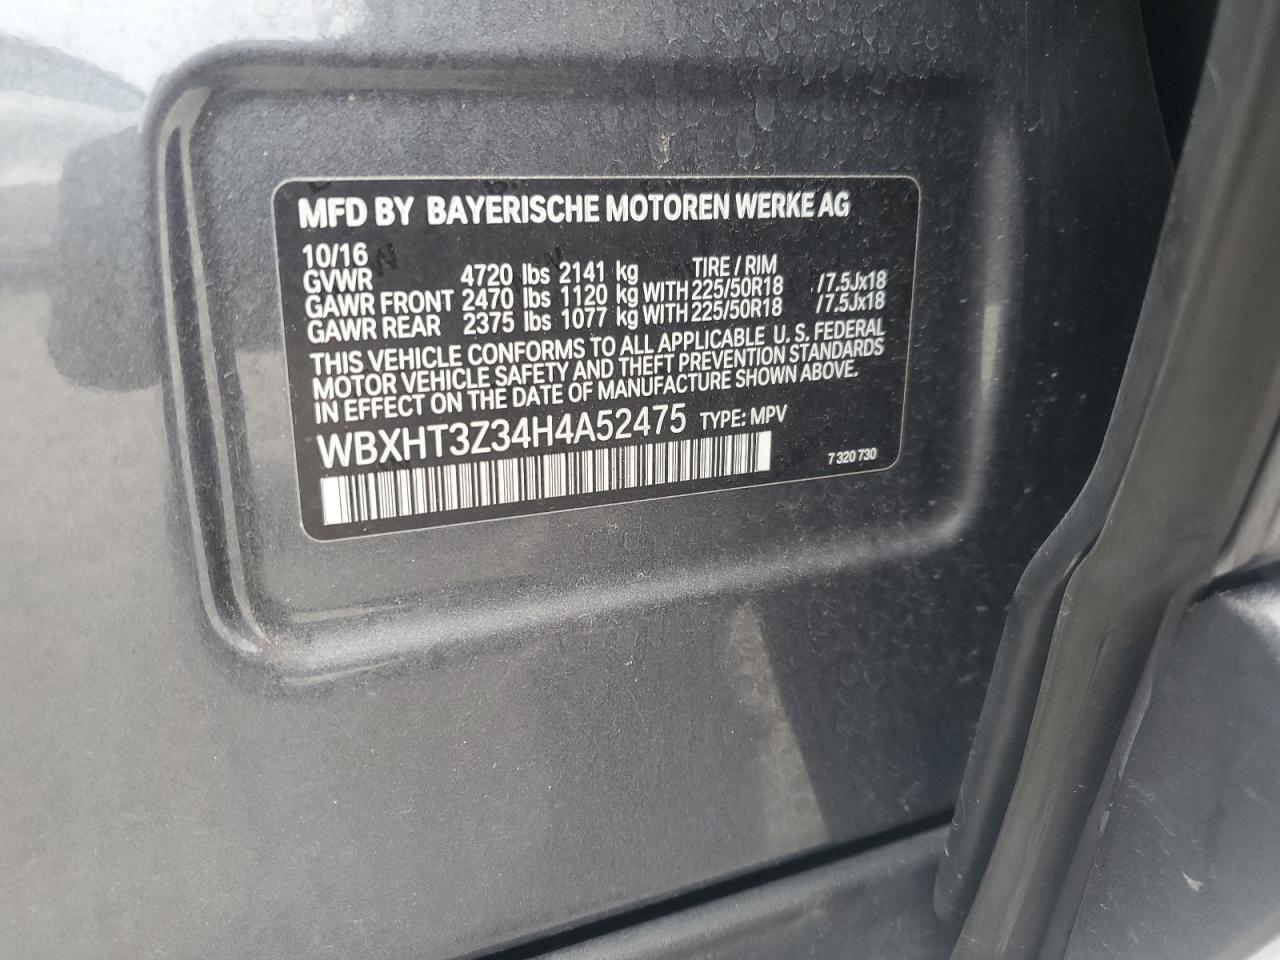 MFD BY BAYERISCHE MOTOREN WERKE AG
10/16 TIRE / RIM
GVWR 4720 lbs 2141 kg
GAWR FRONT 2470 lbs 1120 kg WITH 225/50R18 /7.5Jx18
GAWR REAR 2375 lbs 1077 kg WITH 225/50R18 /7.5Jx18
THIS VEHICLE CONFORMS TO ALL APPLICABLE U. S. FEDERAL
MOTOR VEHICLE SAFETY AND THEFT PREVENTION STANDARDS
IN EFFECT ON THE DATE OF MANUFACTURE SHOWN ABOVE.
WBXHT3Z34H4A52475 TYPE: MPV
7 320 730